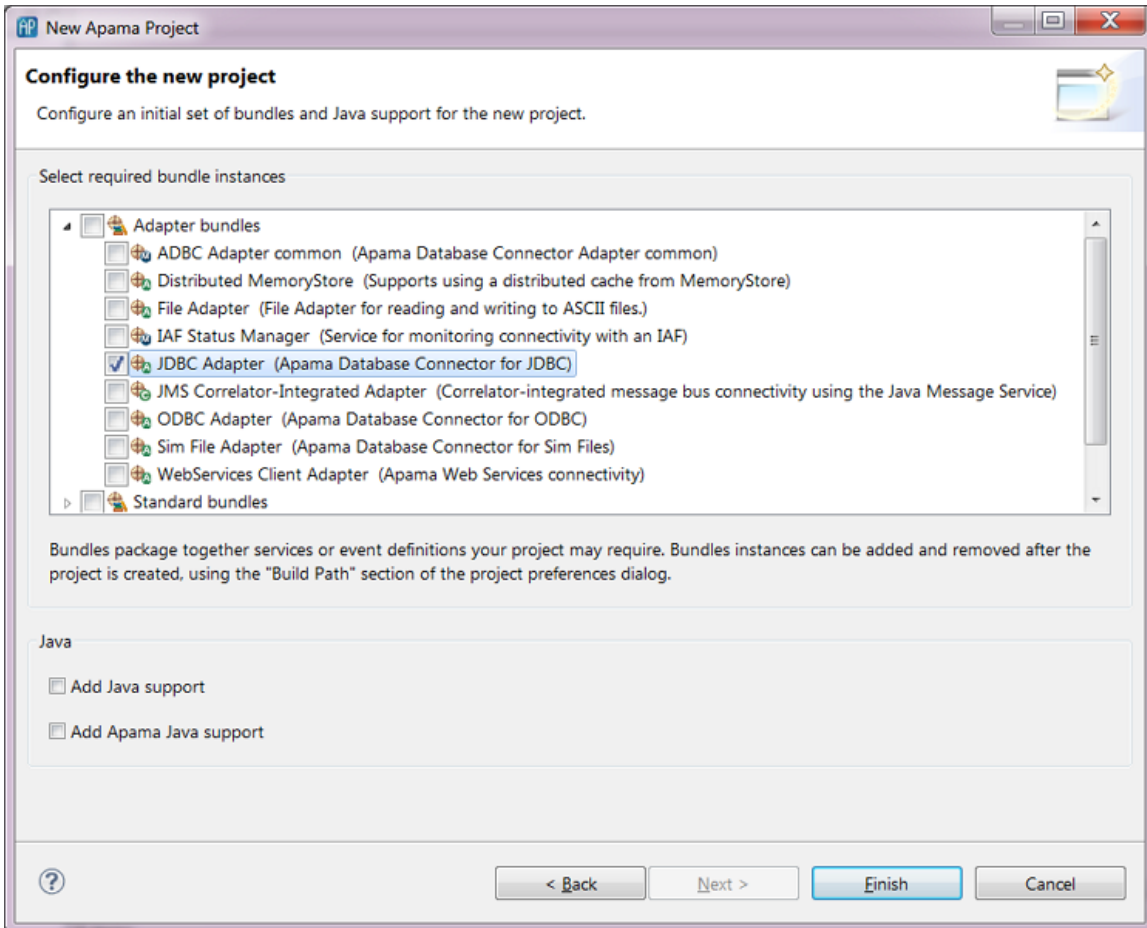 AP New Apama Project
Configure the new project
Configure an initial set of bundles and Java support for the new project.
Select required bundle instances
Adapter bundles
ADBC Adapter common (Apama Database Connector Adapter common)
Distributed MemoryStore (Supports using a distributed cache from MemoryStore)
File Adapter (File Adapter for reading and writing to ASCII files.)
IAF Status Manager (Service for monitoring connectivity with an IAF)
JDBC Adapter (Apama Database Connector for JDBC)
JMS Correlator-Integrated Adapter (Correlator-integrated message bus connectivity using the Java Message Service)
ODBC Adapter (Apama Database Connector for ODBC)
Sim File Adapter (Apama Database Connector for Sim Files)
WebServices Client Adapter (Apama Web Services connectivity)
Standard bundles
Bundles package together services or event definitions your project may require. Bundles instances can be added and removed after the
project is created, using the "Build Path" section of the project preferences dialog.
Java
Add Java support
Add Apama Java support
? < Back Next > Finish Cancel